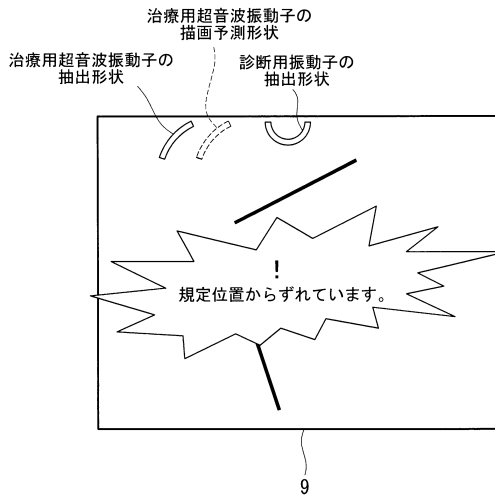 治療用超音波振動子の
描画予測形状
治療用超音波振動子の
抽出形状
診断用振動子の
抽出形状
!
規定位置からずれています。
9